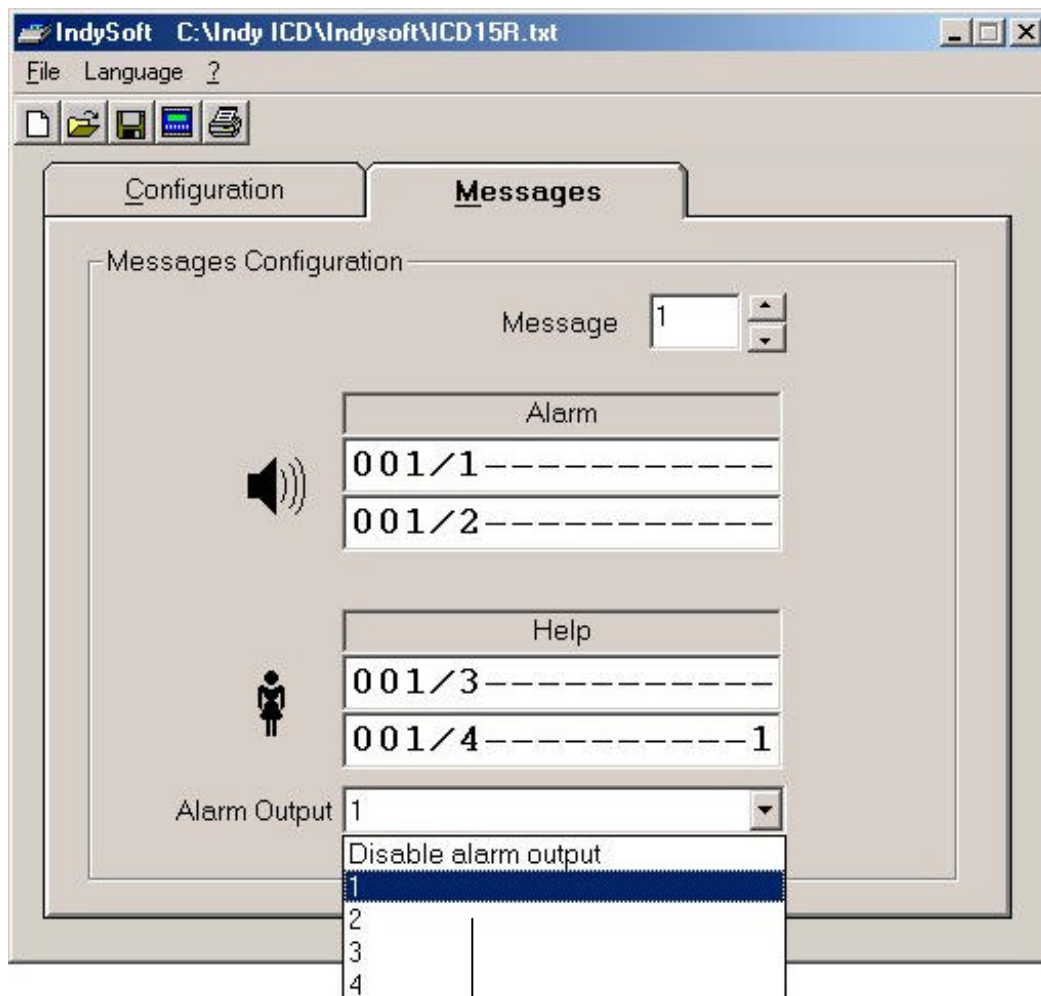 IndySoft C:\Indy ICD\Indysoft\ICD15R.txt
File Language ?
Configuration Messages
Messages Configuration
Message 1
Alarm
001/1-----------
001/2-----------
Help
001/3-----------
001/4----------1
Alarm Output 1
Disable alarm output
1
2
3
4